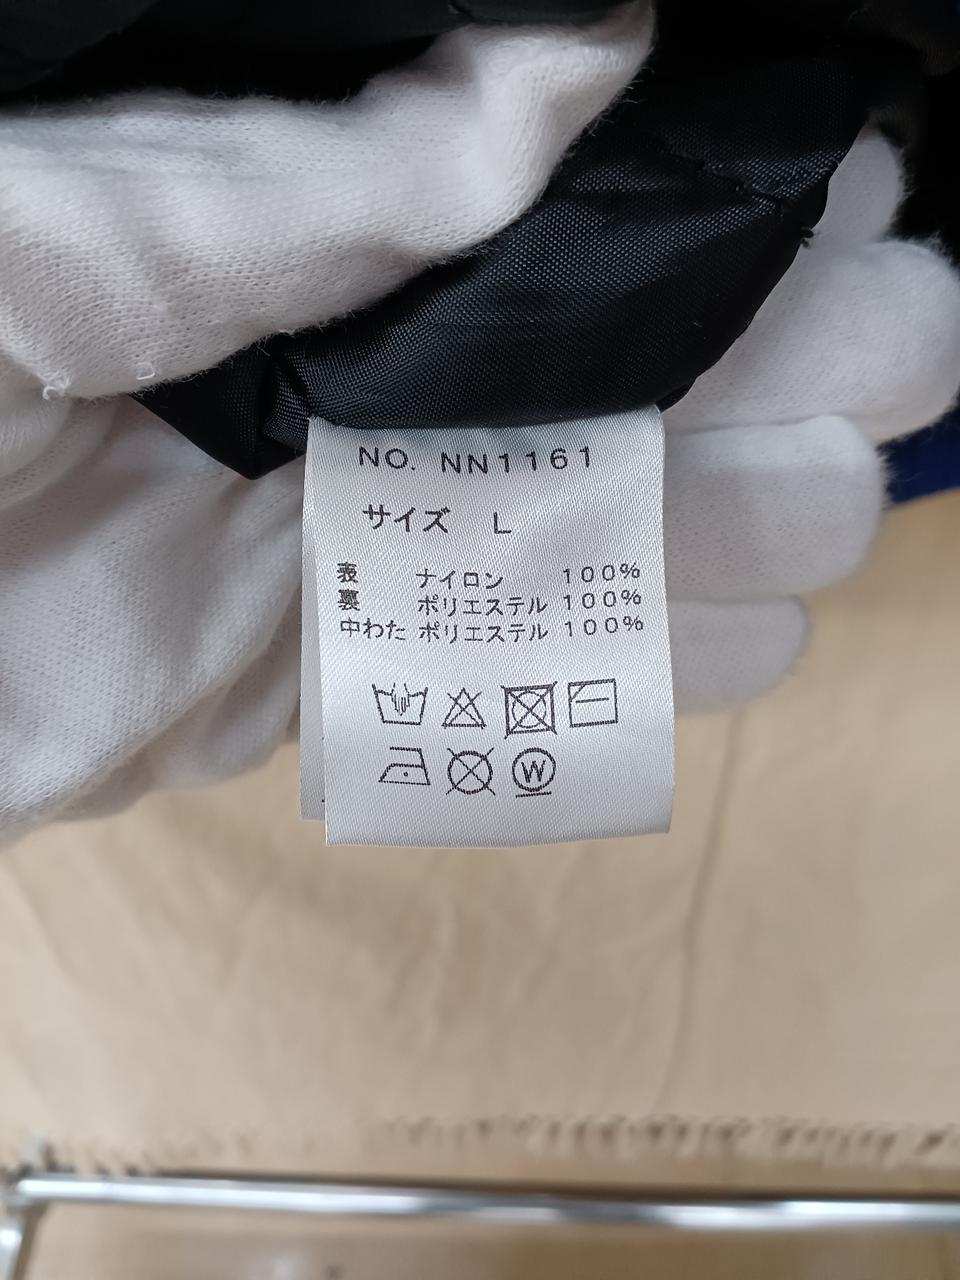 NO. NN1161
サイズ L
表 ナイロン 100%
裏 ポリエステル 100%
中わた ポリエステル 100%
W